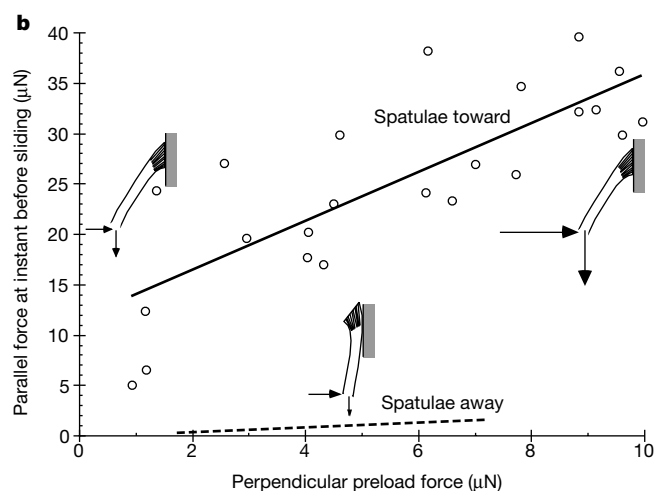 b
Parallel force at instant before sliding (μN)
40
35
30
25
20
15
10
5
0
Spatulae toward
Spatulae away
0 2 4 6 8 10
Perpendicular preload force (μN)